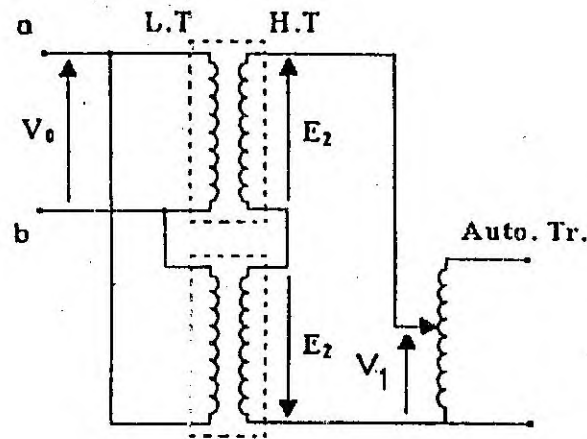 L.T H.T
a
V₀ E₂
b
Auto. Tr.
E₂
V₁